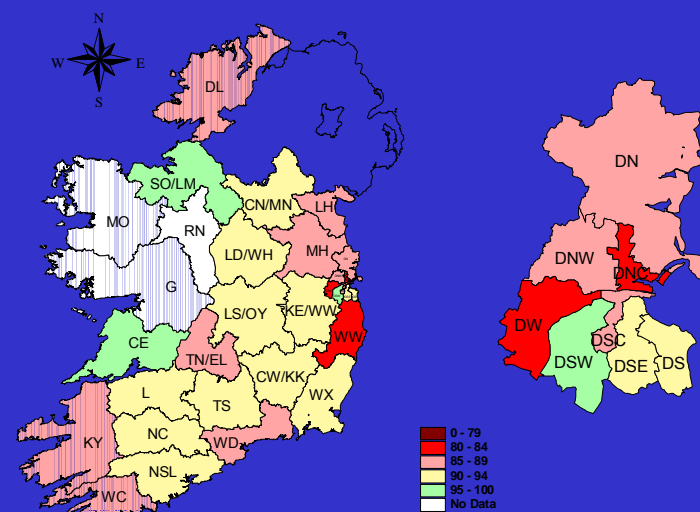 N
W E
S
DL
SO/LM
MO
RN
CN/MN
LH
MH
LD/WH
G
LS/OY
KE/WW
WW
CE
TN/EL
CW/KK
WX
L
TS
NC
KY
WD
NSL
WC
DN
DNW
DNC
DW
DSC
DSW
DSE
DS
0 - 79
80 - 84
85 - 89
90 - 94
95 - 100
No Data